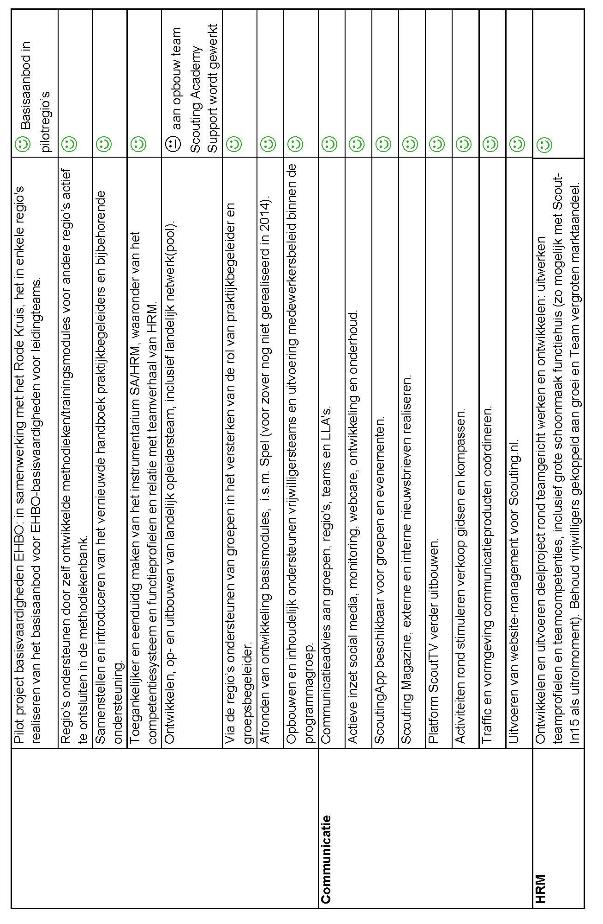 Pilot project basisvaardigheden EHBO: in samenwerking met het Rode Kruis, het in enkele regio's
realiseren van het basisaanbod voor EHBO-basisvaardigheden voor leidingteams.
Basisaanbod in
pilotregio's
Regio's ondersteunen door zelf ontwikkelde methodieken/trainingsmodules voor andere regio's actief
te ontsluiten in de methodiekenbank.
Samenstellen en introduceren van het vernieuwde handboek praktijkbegeleiders en bijbehorende
ondersteuning.
Toegankelijker en eenduidig maken van het instrumentarium SA/HRM, waaronder van het
competentiesysteem en functieprofielen en relatie met teamverhaal van HRM.
Ontwikkelen, op- en uitbouwen van landelijk opleidersteam, inclusief landelijk netwerk(pool).
aan opbouw team
Scouting Academy
Support wordt gewerkt
Via de regio's ondersteunen van groepen in het versterken van de rol van praktijkbegeleider en
groepsbegeleider.
Afronden van ontwikkeling basismodules, i.s.m. Spel (voor zover nog niet gerealiseerd in 2014).
Opbouwen en inhoudelijk ondersteunen vrijwilligersteams en uitvoering medewerkersbeleid binnen de
programmagroep.
Communicatie
Communicatieadvies aan groepen, regio's, teams en LLA's.
Actieve inzet social media, monitoring, webcare, ontwikkeling en onderhoud.
ScoutingApp beschikbaar voor groepen en evenementen.
Scouting Magazine, externe en interne nieuwsbrieven realiseren.
Platform ScoutTV verder uitbouwen.
Activiteiten rond stimuleren verkoop gidsen en kompassen.
Traffic en vormgeving communicatieproducten coordineren.
Uitvoeren van website-management voor Scouting.nl.
HRM
Ontwikkelen en uitvoeren deelproject rond teamgericht werken en ontwikkelen: uitwerken
teamprofielen en teamcompetenties, inclusief grote schoonmaak functiehuis (zo mogelijk met Scout-
In15 als uitrolmoment). Behoud vrijwilligers gekoppeld aan groei en Team vergroten marktaandeel.